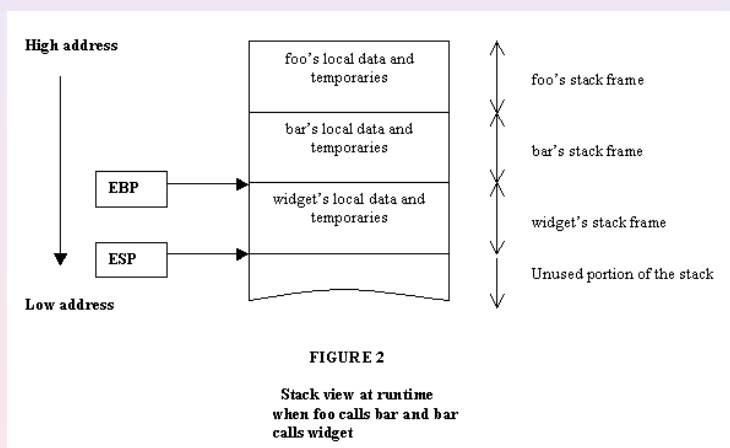 High address
foo's local data and
temporaries
foo's stack frame
bar's local data and
temporaries
bar's stack frame
EBP
widget's local data and
temporaries
widget's stack frame
ESP
Unused portion of the stack
Low address
FIGURE 2
Stack view at runtime
when foo calls bar and bar
calls widget